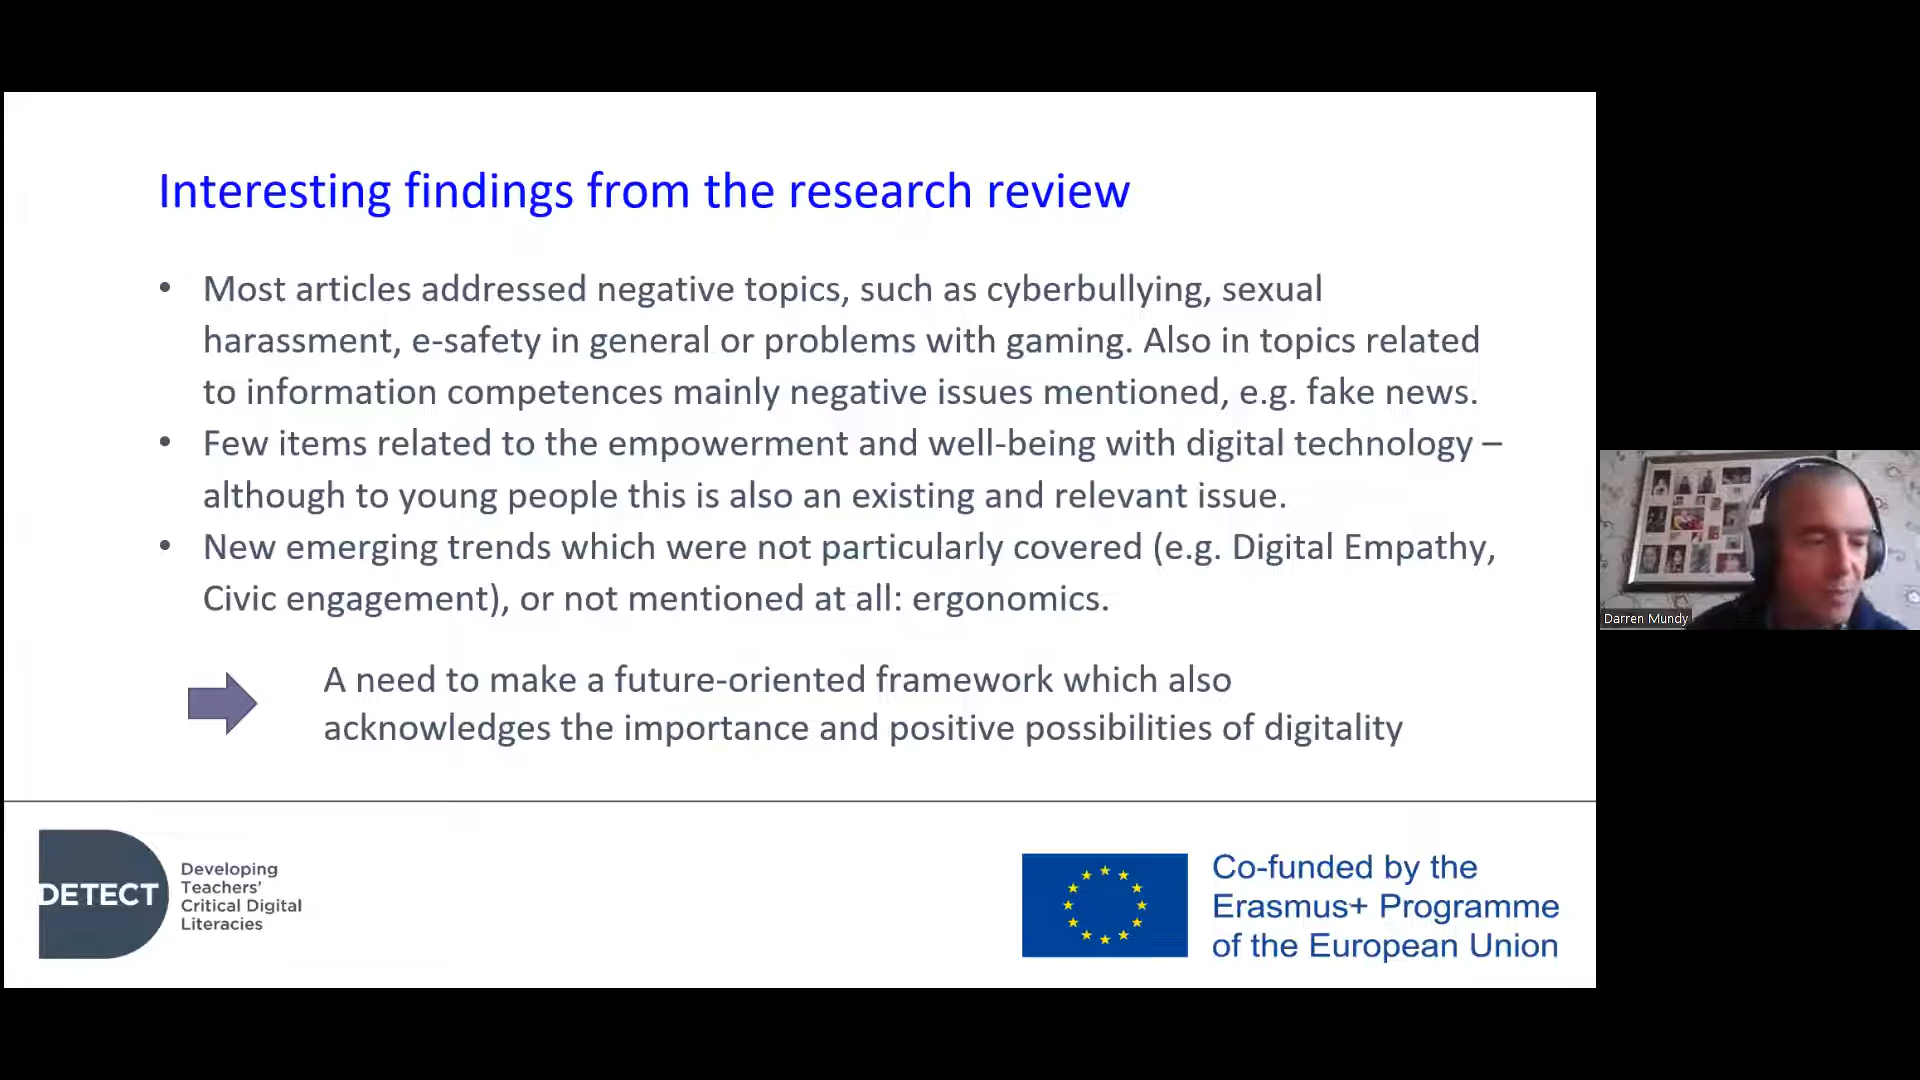 Interesting findings from the research review
• Most articles addressed negative topics, such as cyberbullying, sexual
harassment, e-safety in general or problems with gaming. Also in topics related
to information competences mainly negative issues mentioned, e.g. fake news.
• Few items related to the empowerment and well-being with digital technology –
although to young people this is also an existing and relevant issue.
• New emerging trends which were not particularly covered (e.g. Digital Empathy,
Civic engagement), or not mentioned at all: ergonomics.
A need to make a future-oriented framework which also
acknowledges the importance and positive possibilities of digitality
DETECT
Developing
Teachers’
Critical Digital
Literacies
Co-funded by the
Erasmus+ Programme
of the European Union
Darren Mundy